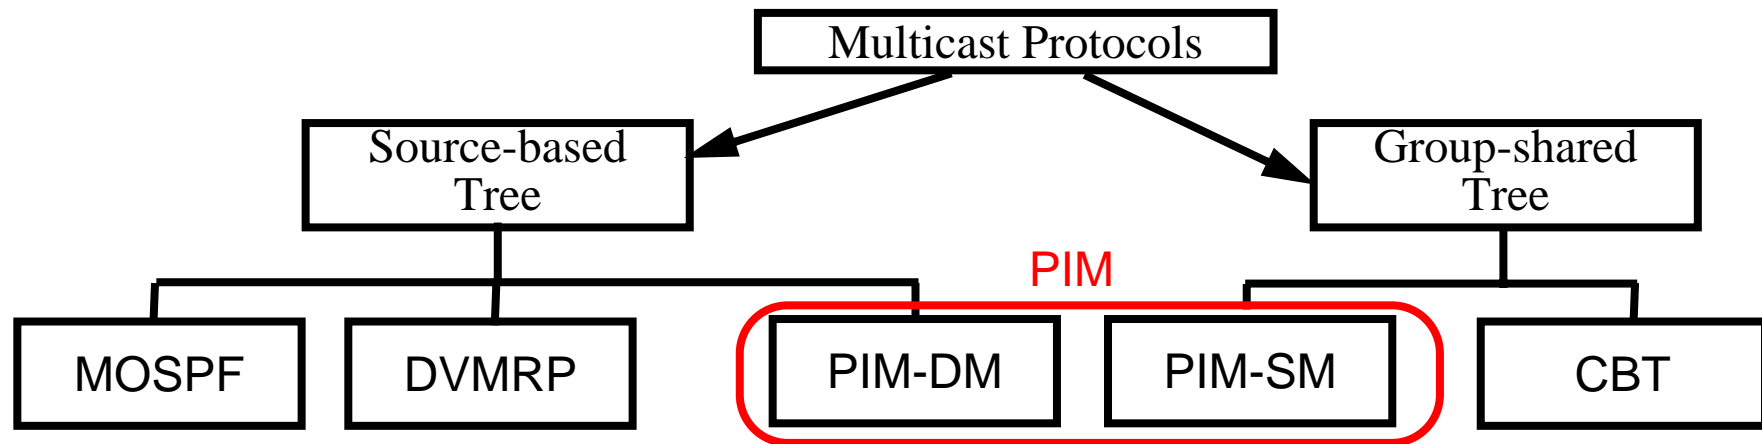 Multicast Protocols
Source-based
Tree
Group-shared
Tree
PIM
MOSPF
DVMRP
PIM-DM
PIM-SM
CBT